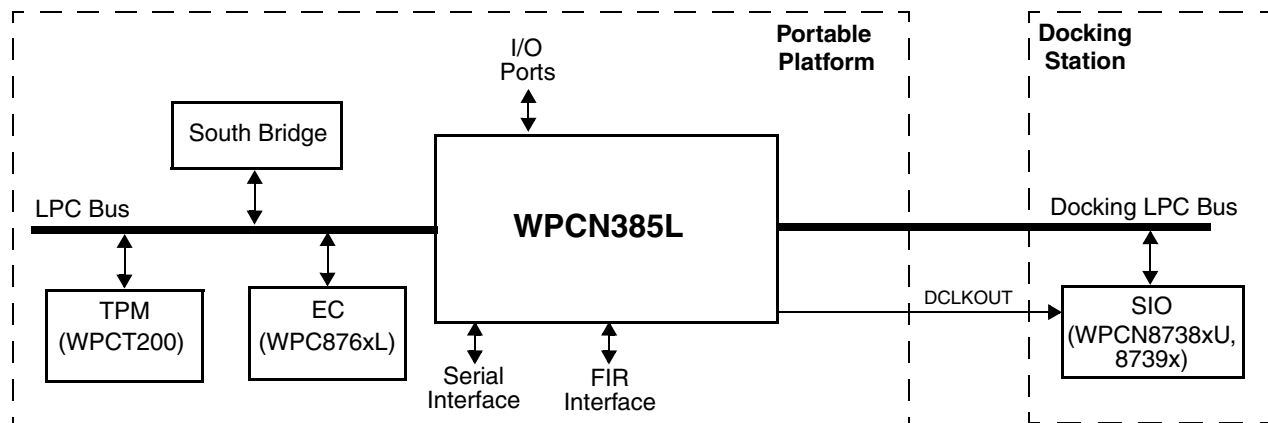 Portable
Platform
Docking
Station
I/O
Ports
South Bridge
LPC Bus
WPCN385L
Docking LPC Bus
TPM
(WPCT200)
EC
(WPC876xL)
DCLKOUT
SIO
(WPCN8738xU,
8739x)
Serial
Interface
FIR
Interface